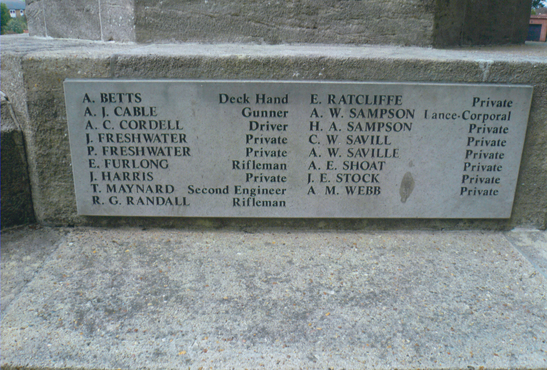 A. BETTS Deck Hand
A. J. CABLE Gunner
A. C. CORDELL Driver
J. FRESHWATER Private
P. FRESHWATER Private
E. FURLONG Rifleman
J. HARRIS Private
T. MAYNARD Second Engineer
R. G. RANDALL Rifleman
E. RATCLIFFE Private
A. W. SAMPSON Lance-Corporal
H. A. SAMPSON Private
C. W. SAVILL Private
A. W. SAVILLE Private
A. E. SHOAT Private
J. E. STOCK Private
A. M. WEBB Private